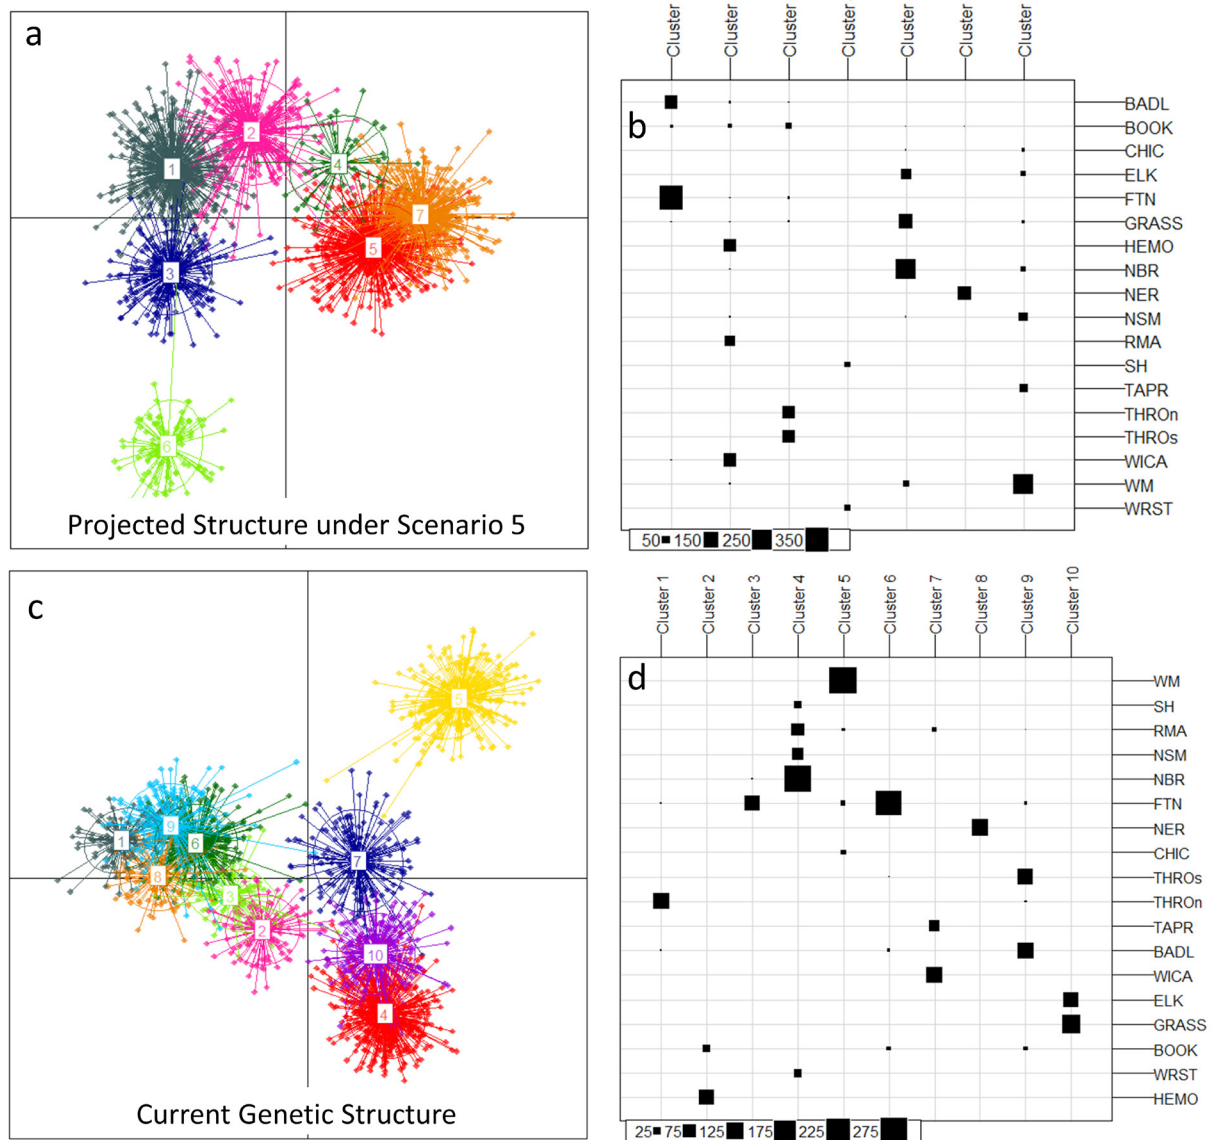 a
1
2
3
4
5
6
7
Projected Structure under Scenario 5
b
Cluster
Cluster
Cluster
Cluster
Cluster
Cluster
Cluster
BADL
BOOK
CHIC
ELK
FTN
GRASS
HEMO
NBR
NER
NSM
RMA
SH
TAPR
THROn
THROs
WICA
WM
WRST
50 150 250 350
c
5
9
1
6
8
3
2
7
10
4
Current Genetic Structure
d
Cluster 1
Cluster 2
Cluster 3
Cluster 4
Cluster 5
Cluster 6
Cluster 7
Cluster 8
Cluster 9
Cluster 10
WM
SH
RMA
NSM
NBR
FTN
NER
CHIC
THROs
THROn
TAPR
BADL
WICA
ELK
GRASS
BOOK
WRST
HEMO
25 75 125 175 225 275